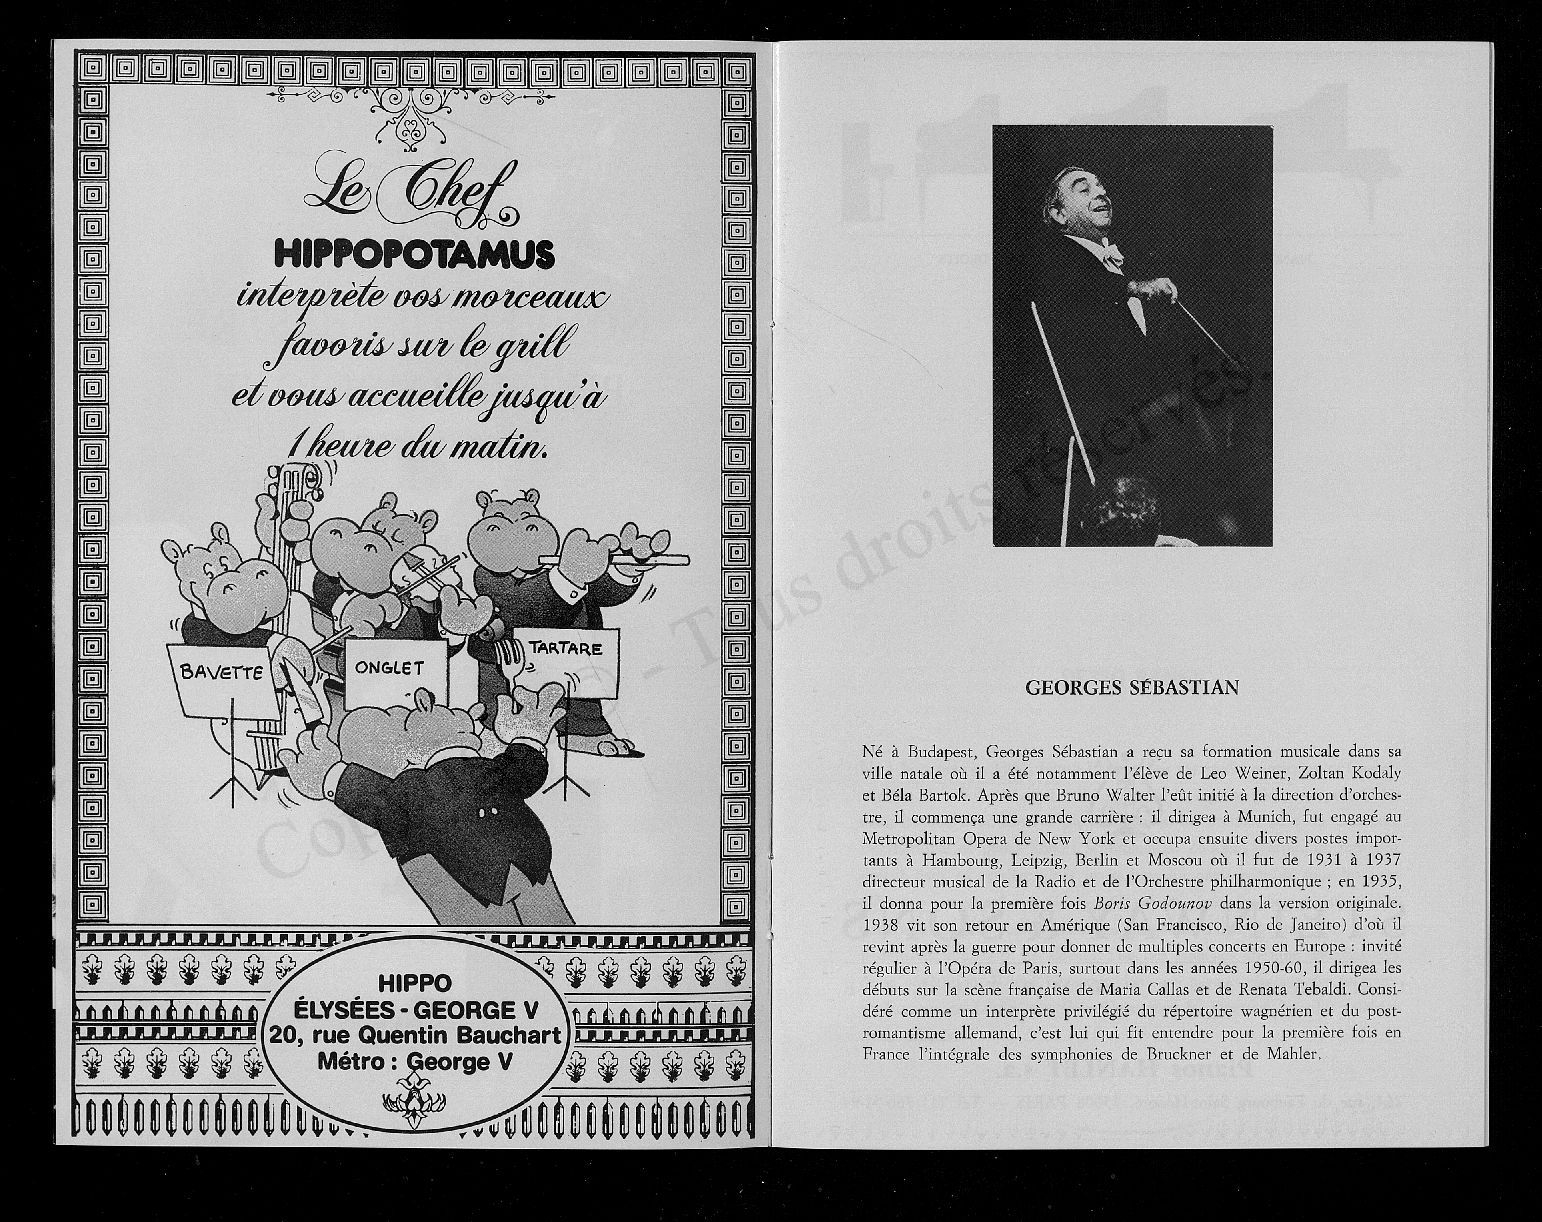 Le Chef
HIPPOPOTAMUS
interprète vos morceaux
favoris sur le grill
et vous accueille jusqu'à
1 heure du matin.
BAVETTE
ONGLET
TARTARE
HIPPO
ÉLYSÉES - GEORGE V
20, rue Quentin Bauchart
Métro : George V
GEORGES SÉBASTIAN
Né à Budapest, Georges Sébastian a reçu sa formation musicale dans sa
ville natale où il a été notamment l'élève de Leo Weiner, Zoltan Kodaly
et Béla Bartok. Après que Bruno Walter l'eût initié à la direction d'orches-
tre, il commença une grande carrière : il dirigea à Munich, fut engagé au
Metropolitan Opera de New York et occupa ensuite divers postes impor-
tants à Hambourg, Leipzig, Berlin et Moscou où il fut de 1931 à 1937
directeur musical de la Radio et de l'Orchestre philharmonique ; en 1935,
il donna pour la première fois Boris Godounov dans la version originale.
1938 vit son retour en Amérique (San Francisco, Rio de Janeiro) d'où il
revint après la guerre pour donner de multiples concerts en Europe : invité
régulier à l'Opéra de Paris, surtout dans les années 1950-60, il dirigea les
débuts sur la scène française de Maria Callas et de Renata Tebaldi. Consi-
déré comme un interprète privilégié du répertoire wagnérien et du post-
romantisme allemand, c'est lui qui fit entendre pour la première fois en
France l'intégrale des symphonies de Bruckner et de Mahler.
- Tous droits réservés -